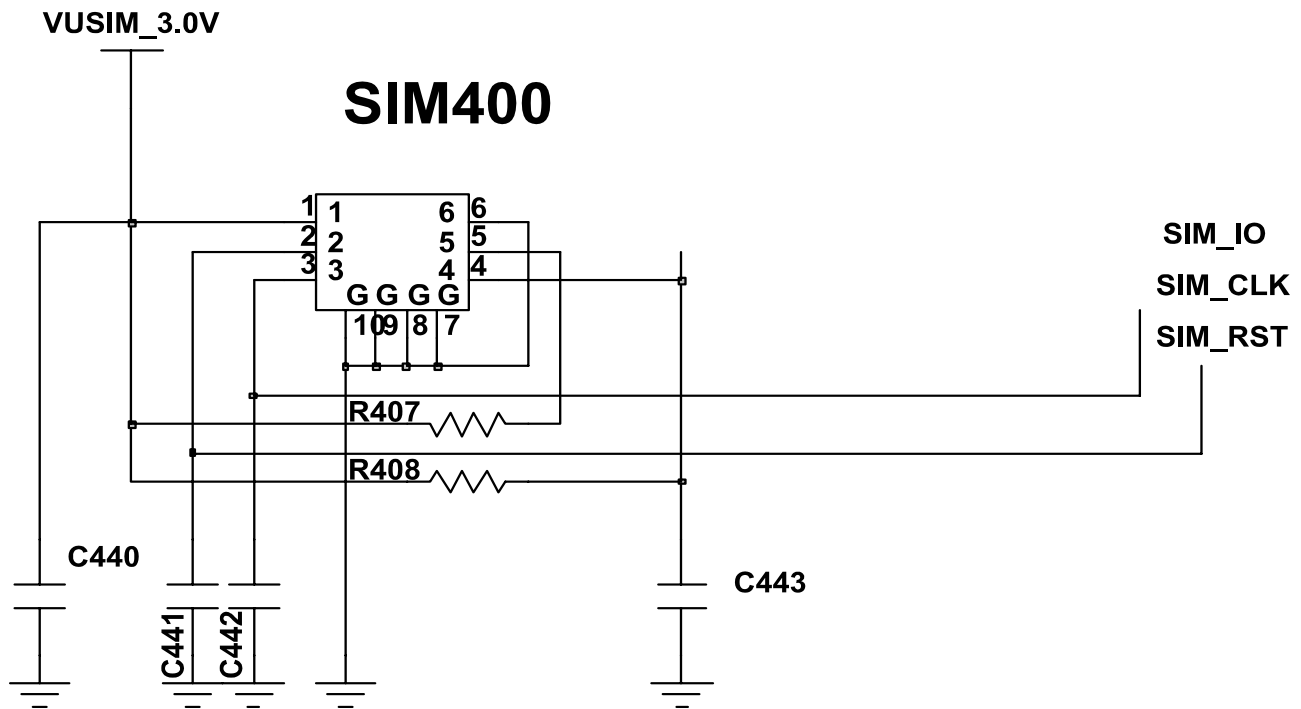 VUSIM_3.0V
SIM400
1 1 6 6
2 2 5 5
3 3 4 4
G G G G
10 9 8 7
SIM_IO
SIM_CLK
SIM_RST
R407
R408
C440
C441
C442
C443